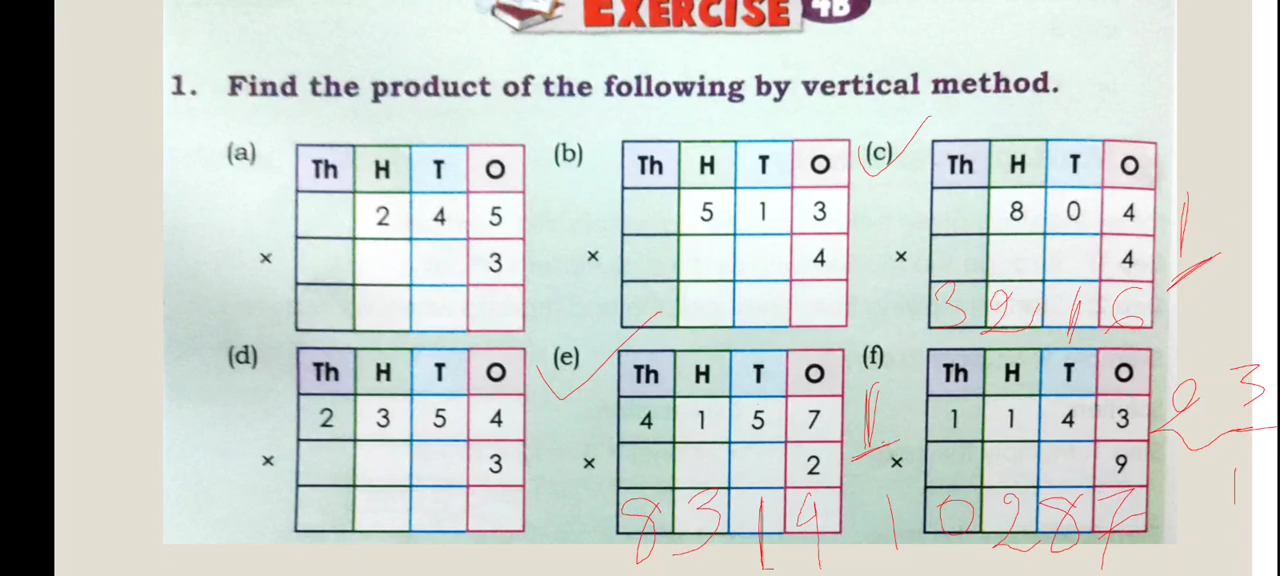 EXERCISE 4B
1. Find the product of the following by vertical method.
(a) (b) (c)
Th H T O Th H T O Th H T O
2 4 5 5 1 3 8 0 4 1
× 3 × 4 × 4
3 2 1 6
(d) (e) (f)
Th H T O Th H T O Th H T O 2 3
2 3 5 4 4 1 5 7 1 1 4 3
× 3 × 2 × 9
8 3 1 4 1 0 2 8 7 1